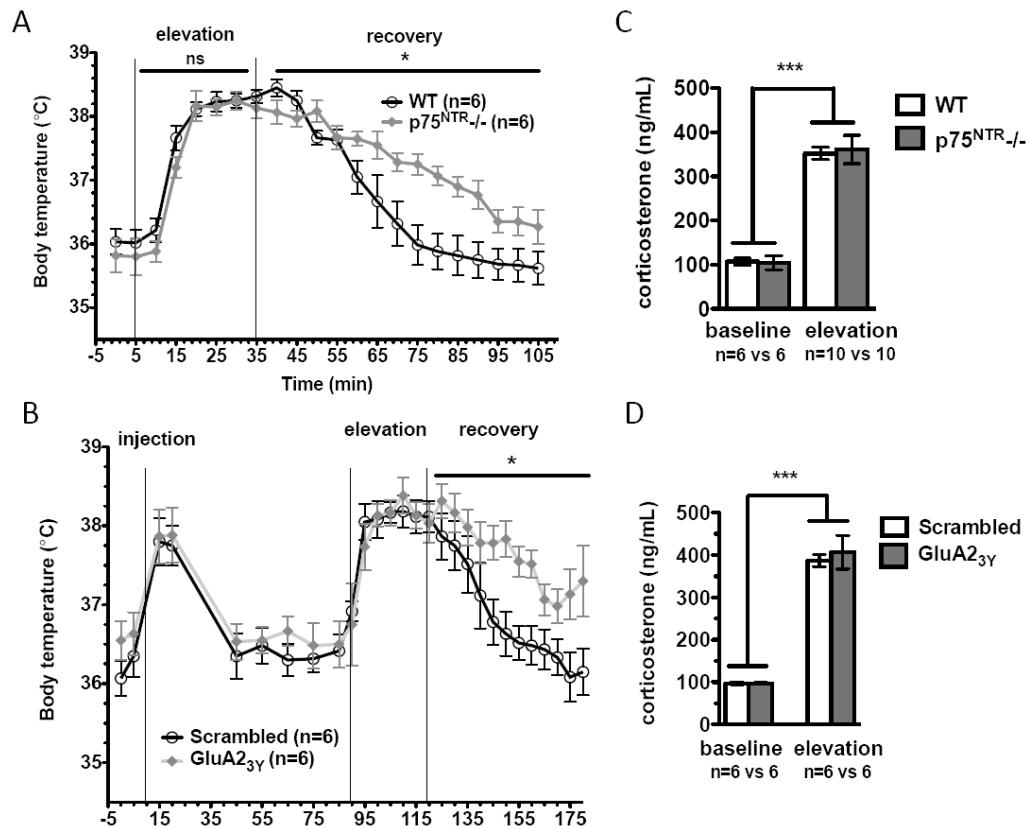 A
elevation
recovery
ns
*
39
38
37
36
35
Body temperature (°C)
WT (n=6)
p75NTR-/- (n=6)
-5 5 15 25 35 45 55 65 75 85 95 105
Time (min)
C
***
500
400
300
200
100
0
corticosterone (ng/mL)
WT
p75NTR-/-
baseline elevation
n=6 vs 6 n=10 vs 10
B
injection
elevation
recovery
*
39
38
37
36
35
Body temperature (°C)
Scrambled (n=6)
GluA23Y (n=6)
-5 15 35 55 75 95 115 135 155 175
D
***
500
400
300
200
100
0
corticosterone (ng/mL)
Scrambled
GluA23Y
baseline elevation
n=6 vs 6 n=6 vs 6